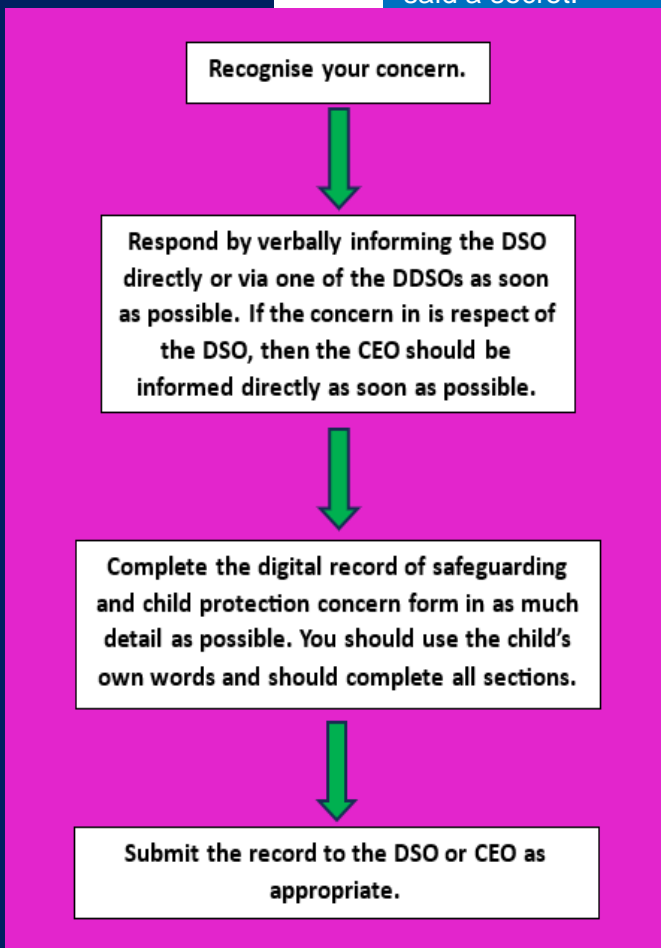 said a secret.
Recognise your concern.
Respond by verbally informing the DSO
directly or via one of the DDSOs as soon
as possible. If the concern in is respect of
the DSO, then the CEO should be
informed directly as soon as possible.
Complete the digital record of safeguarding
and child protection concern form in as much
detail as possible. You should use the child's
own words and should complete all sections.
Submit the record to the DSO or CEO as
appropriate.